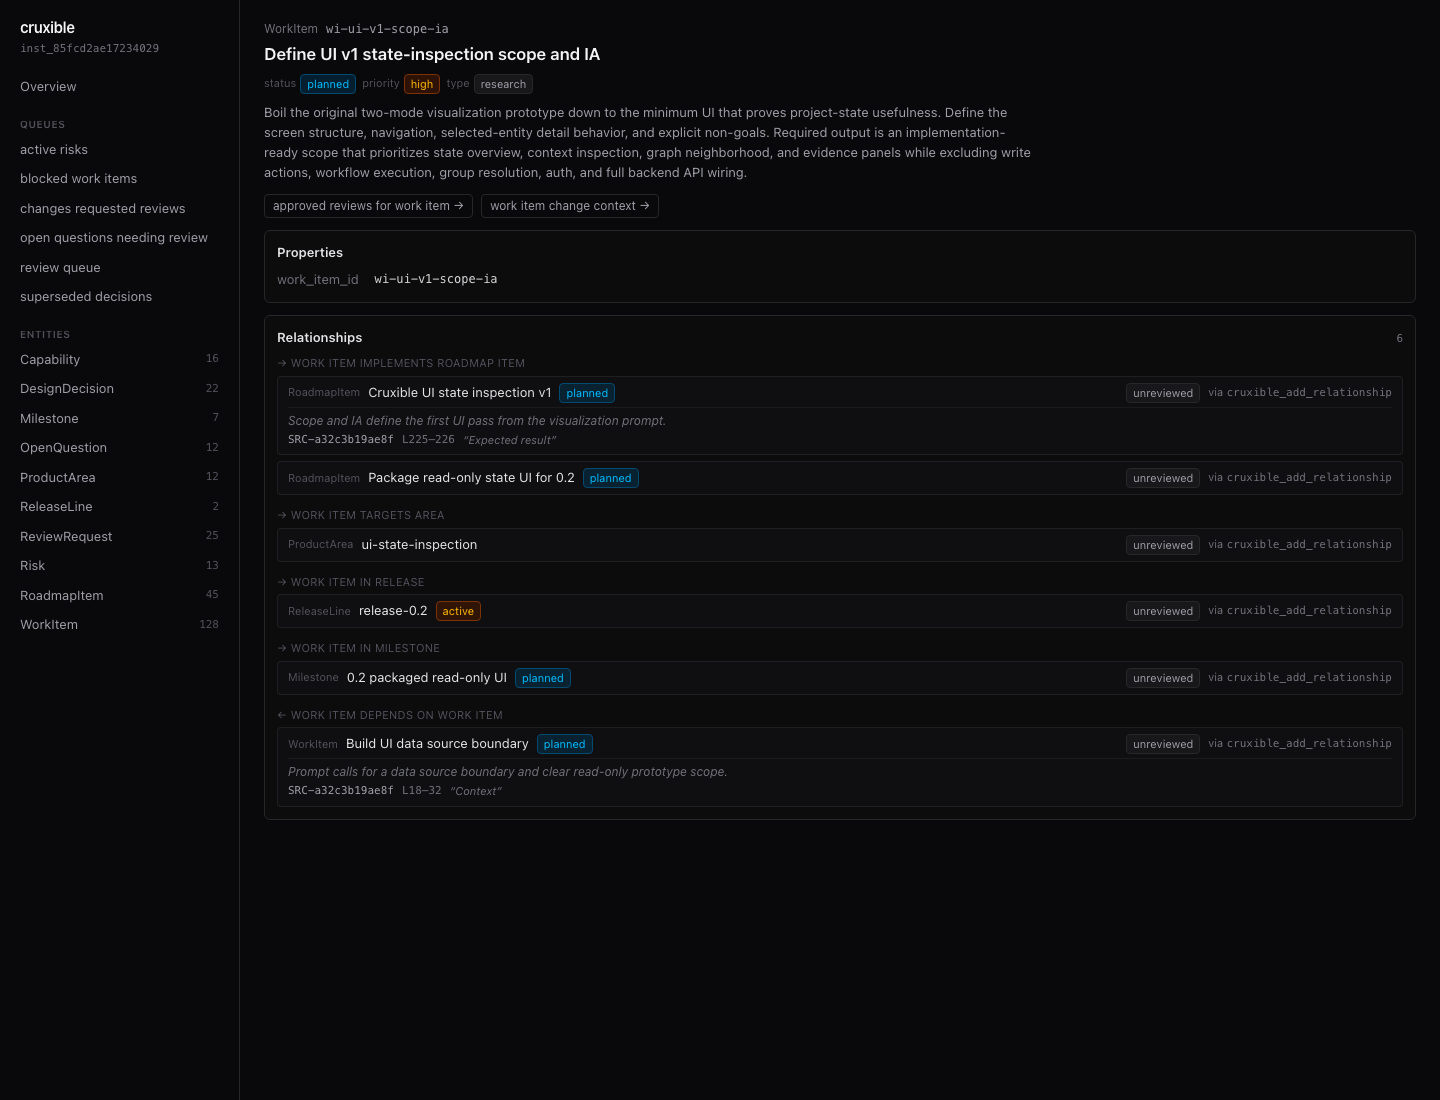 cruxible
inst_85fcd2ae17234029
Overview
QUEUES
active risks
blocked work items
changes requested reviews
open questions needing review
review queue
superseded decisions
ENTITIES
Capability 16
DesignDecision 22
Milestone 7
OpenQuestion 12
ProductArea 12
ReleaseLine 2
ReviewRequest 25
Risk 13
RoadmapItem 45
WorkItem 128
WorkItem wi-ui-v1-scope-ia
Define UI v1 state-inspection scope and IA
status planned priority high type research
Boil the original two-mode visualization prototype down to the minimum UI that proves project-state usefulness. Define the
screen structure, navigation, selected-entity detail behavior, and explicit non-goals. Required output is an implementation-
ready scope that prioritizes state overview, context inspection, graph neighborhood, and evidence panels while excluding write
actions, workflow execution, group resolution, auth, and full backend API wiring.
approved reviews for work item → work item change context →
Properties
work_item_id wi-ui-v1-scope-ia
Relationships 6
→ WORK ITEM IMPLEMENTS ROADMAP ITEM
RoadmapItem Cruxible UI state inspection v1 planned unreviewed via cruxible_add_relationship
Scope and IA define the first UI pass from the visualization prompt.
SRC-a32c3b19ae8f L225–226 “Expected result”
RoadmapItem Package read-only state UI for 0.2 planned unreviewed via cruxible_add_relationship
→ WORK ITEM TARGETS AREA
ProductArea ui-state-inspection unreviewed via cruxible_add_relationship
→ WORK ITEM IN RELEASE
ReleaseLine release-0.2 active unreviewed via cruxible_add_relationship
→ WORK ITEM IN MILESTONE
Milestone 0.2 packaged read-only UI planned unreviewed via cruxible_add_relationship
← WORK ITEM DEPENDS ON WORK ITEM
WorkItem Build UI data source boundary planned unreviewed via cruxible_add_relationship
Prompt calls for a data source boundary and clear read-only prototype scope.
SRC-a32c3b19ae8f L18–32 “Context”